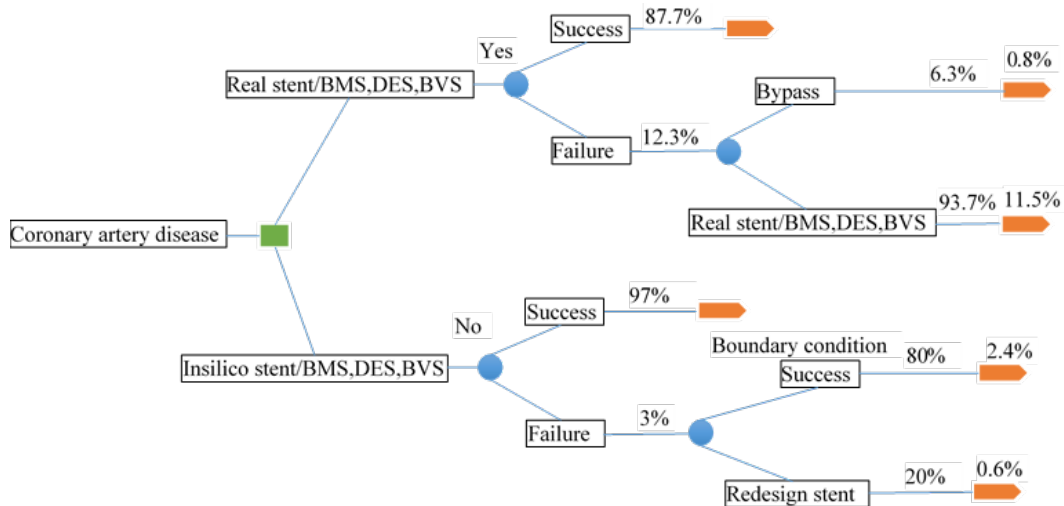 Success 87.7%
Yes
Real stent/BMS,DES,BVS
Bypass 6.3% 0.8%
Failure 12.3%
Real stent/BMS,DES,BVS 93.7% 11.5%
Coronary artery disease
Success 97%
No
Insilico stent/BMS,DES,BVS
Boundary condition
Success 80% 2.4%
Failure 3%
Redesign stent 20% 0.6%